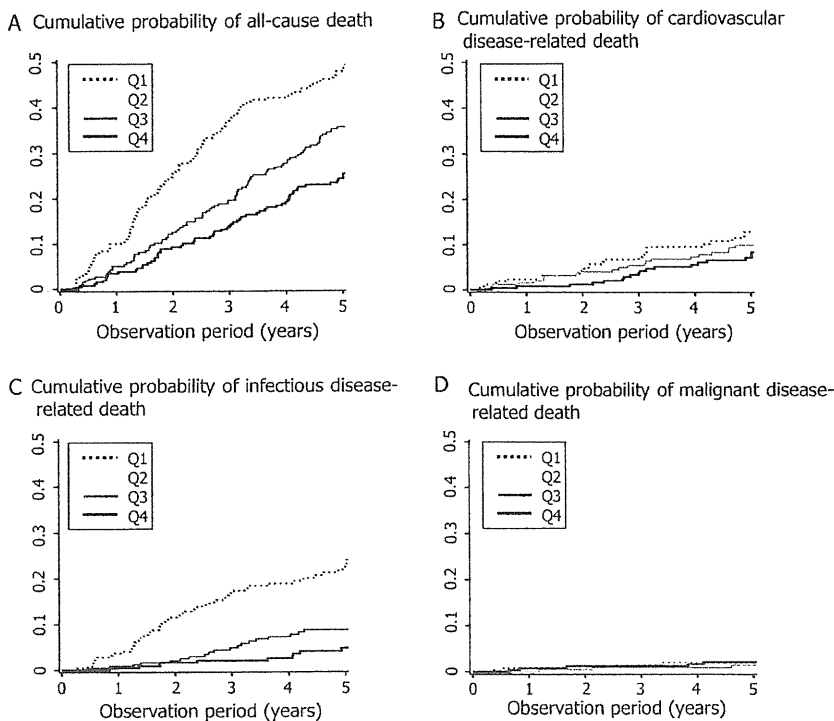 A Cumulative probability of all-cause death
0.5
0.4
0.3
0.2
0.1
0
Q1
Q2
Q3
Q4
0 1 2 3 4 5
Observation period (years)
B Cumulative probability of cardiovascular
disease-related death
0.5
0.4
0.3
0.2
0.1
0
Q1
Q2
Q3
Q4
0 1 2 3 4 5
Observation period (years)
C Cumulative probability of infectious disease-
related death
0.5
0.4
0.3
0.2
0.1
0
Q1
Q2
Q3
Q4
0 1 2 3 4 5
Observation period (years)
D Cumulative probability of malignant disease-
related death
0.5
0.4
0.3
0.2
0.1
0
Q1
Q2
Q3
Q4
0 1 2 3 4 5
Observation period (years)